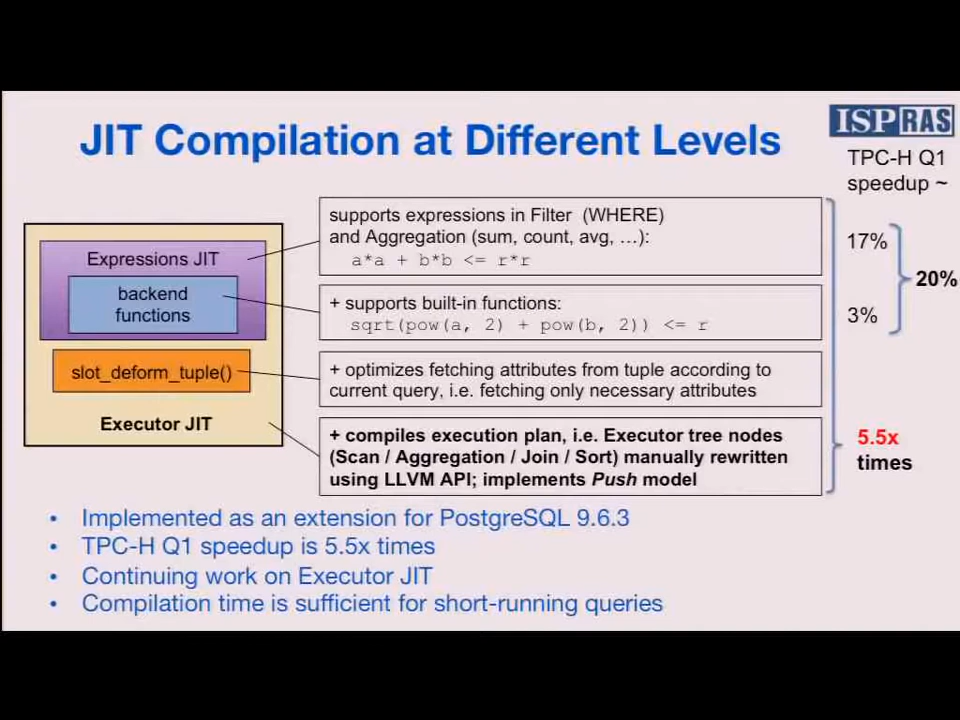 JIT Compilation at Different Levels
ISP RAS
TPC-H Q1
speedup ~
Expressions JIT
backend
functions
slot_deform_tuple()
Executor JIT
supports expressions in Filter (WHERE)
and Aggregation (sum, count, avg, …):
a*a + b*b <= r*r
+ supports built-in functions:
sqrt(pow(a, 2) + pow(b, 2)) <= r
+ optimizes fetching attributes from tuple according to
current query, i.e. fetching only necessary attributes
+ compiles execution plan, i.e. Executor tree nodes
(Scan / Aggregation / Join / Sort) manually rewritten
using LLVM API; implements Push model
17%
3%
20%
5.5x
times
• Implemented as an extension for PostgreSQL 9.6.3
• TPC-H Q1 speedup is 5.5x times
• Continuing work on Executor JIT
• Compilation time is sufficient for short-running queries